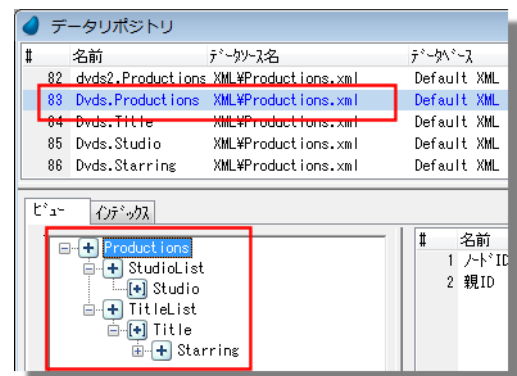 データリポジトリ
# 名前 ﾃﾞｰﾀｿｰｽ名 ﾃﾞｰﾀﾍﾞｰｽ
82 dvds2.Productions XML¥Productions.xml Default XML
83 Dvds.Productions XML¥Productions.xml Default XML
84 Dvds.Title XML¥Productions.xml Default XML
85 Dvds.Studio XML¥Productions.xml Default XML
86 Dvds.Starring XML¥Productions.xml Default XML
ﾋﾞｭｰ ｲﾝﾃﾞｯｸｽ
# 名前
1 ﾉｰﾄﾞID
2 親ID
Productions
StudioList
Studio
TitleList
Title
Starring